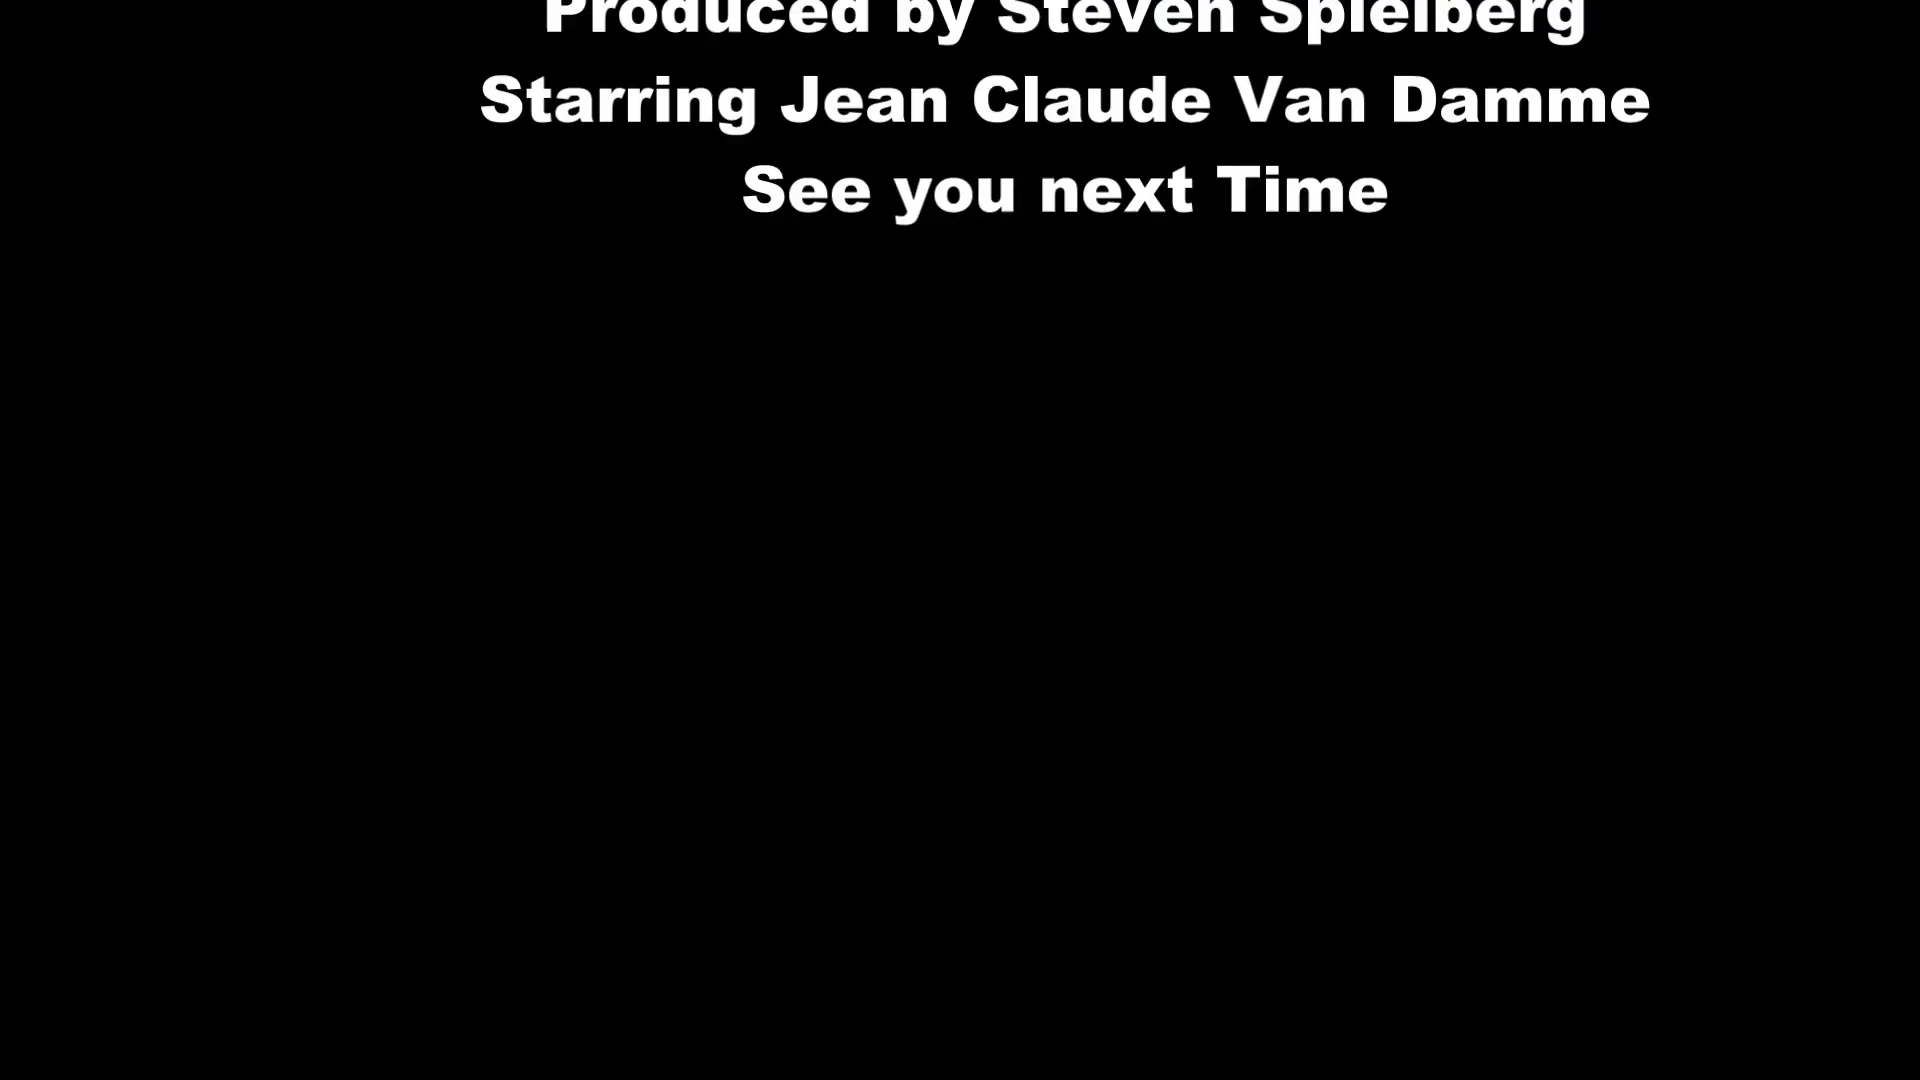 Produced by Steven Spielberg
Starring Jean Claude Van Damme
See you next Time